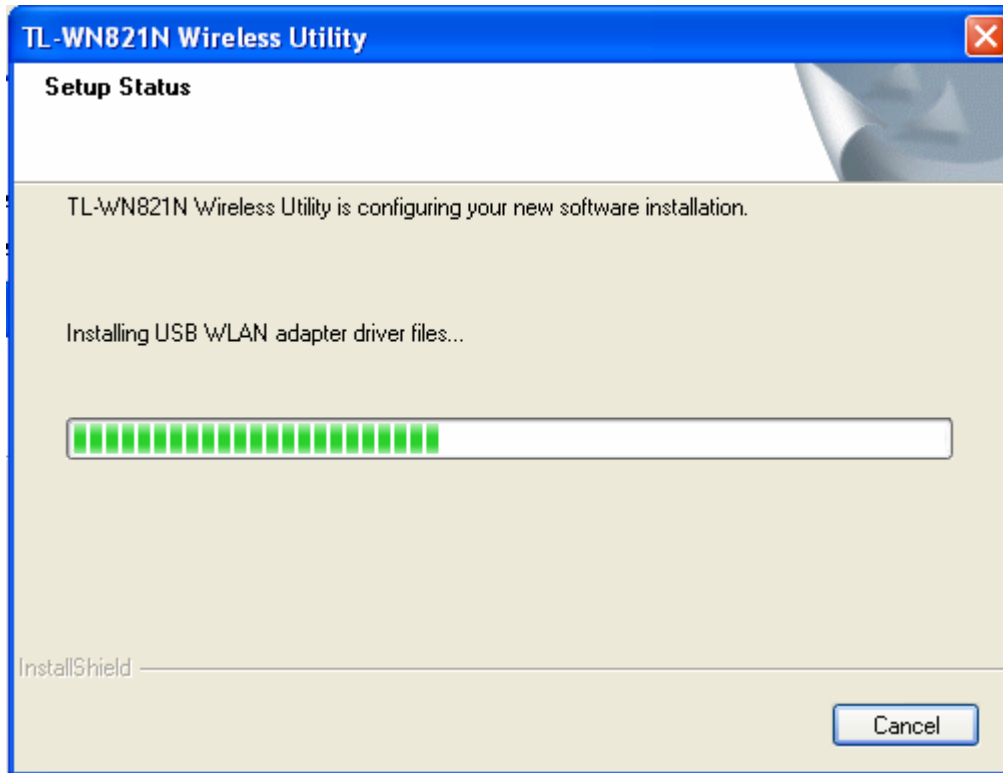 TL-WN821N Wireless Utility
Setup Status
TL-WN821N Wireless Utility is configuring your new software installation.
Installing USB WLAN adapter driver files...
InstallShield
Cancel